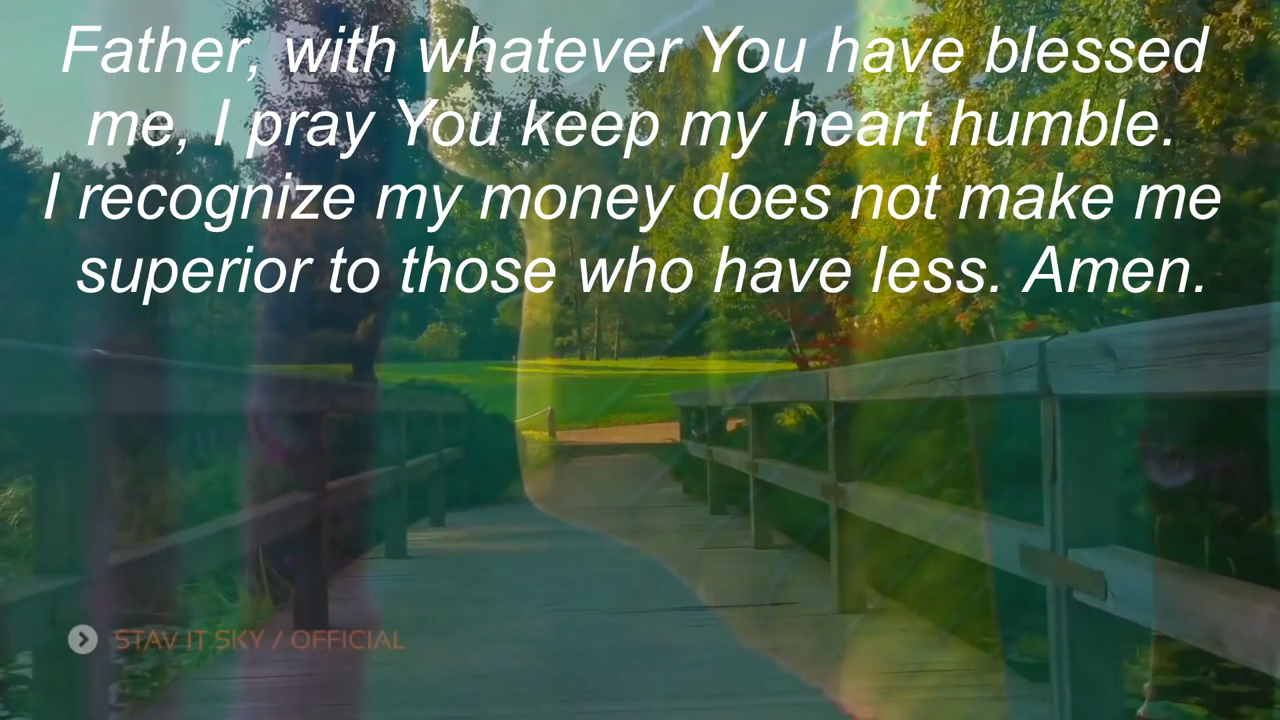 Father, with whatever You have blessed
me, I pray You keep my heart humble.
I recognize my money does not make me
superior to those who have less. Amen.
STAV IT.SKY / OFFICIAL